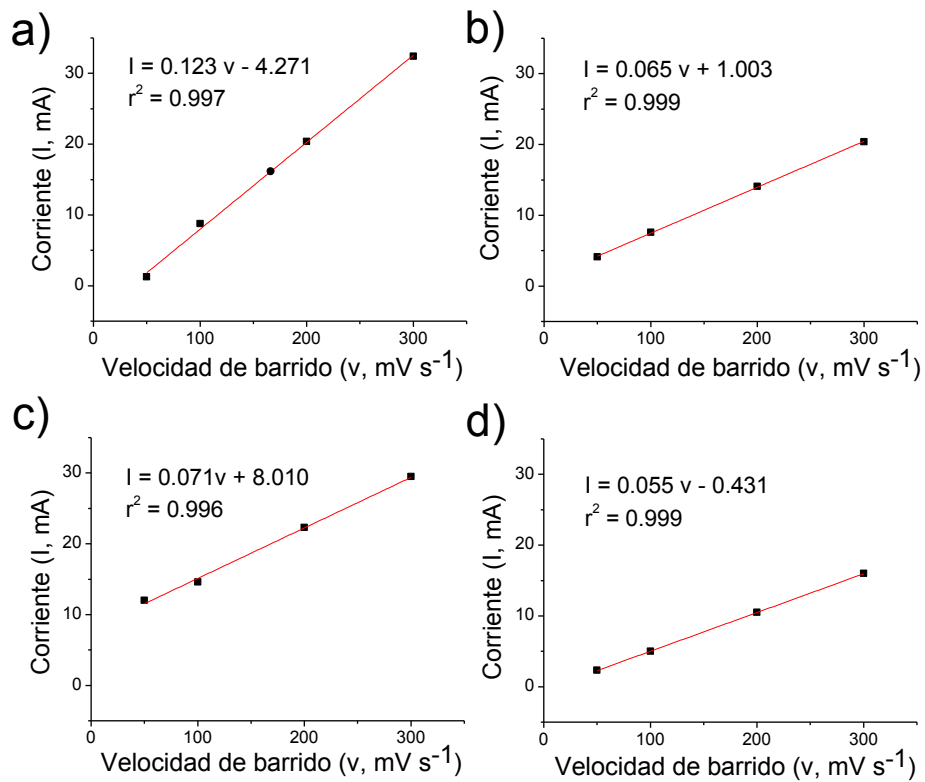 a)
I = 0.123 v - 4.271
r² = 0.997
Corriente (I, mA)
30
20
10
0
0 100 200 300
Velocidad de barrido (v, mV s⁻¹)
b)
I = 0.065 v + 1.003
r² = 0.999
Corriente (I, mA)
30
20
10
0
0 100 200 300
Velocidad de barrido (v, mV s⁻¹)
c)
I = 0.071v + 8.010
r² = 0.996
Corriente (I, mA)
30
20
10
0
0 100 200 300
Velocidad de barrido (v, mV s⁻¹)
d)
I = 0.055 v - 0.431
r² = 0.999
Corriente (I, mA)
30
20
10
0
0 100 200 300
Velocidad de barrido (v, mV s⁻¹)